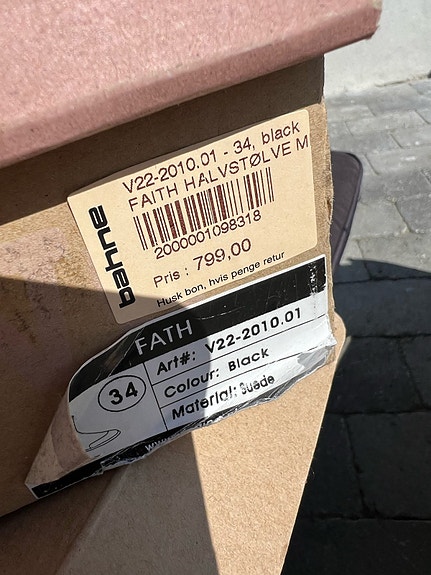 V22-2010.01 - 34, black
FAITH HALVSTØLVE M
2000001098318
bahne
Pris : 799,00
Husk bon, hvis penge retur
FATH
34
Art#: V22-2010.01
Colour: Black
Material: Suede
www.